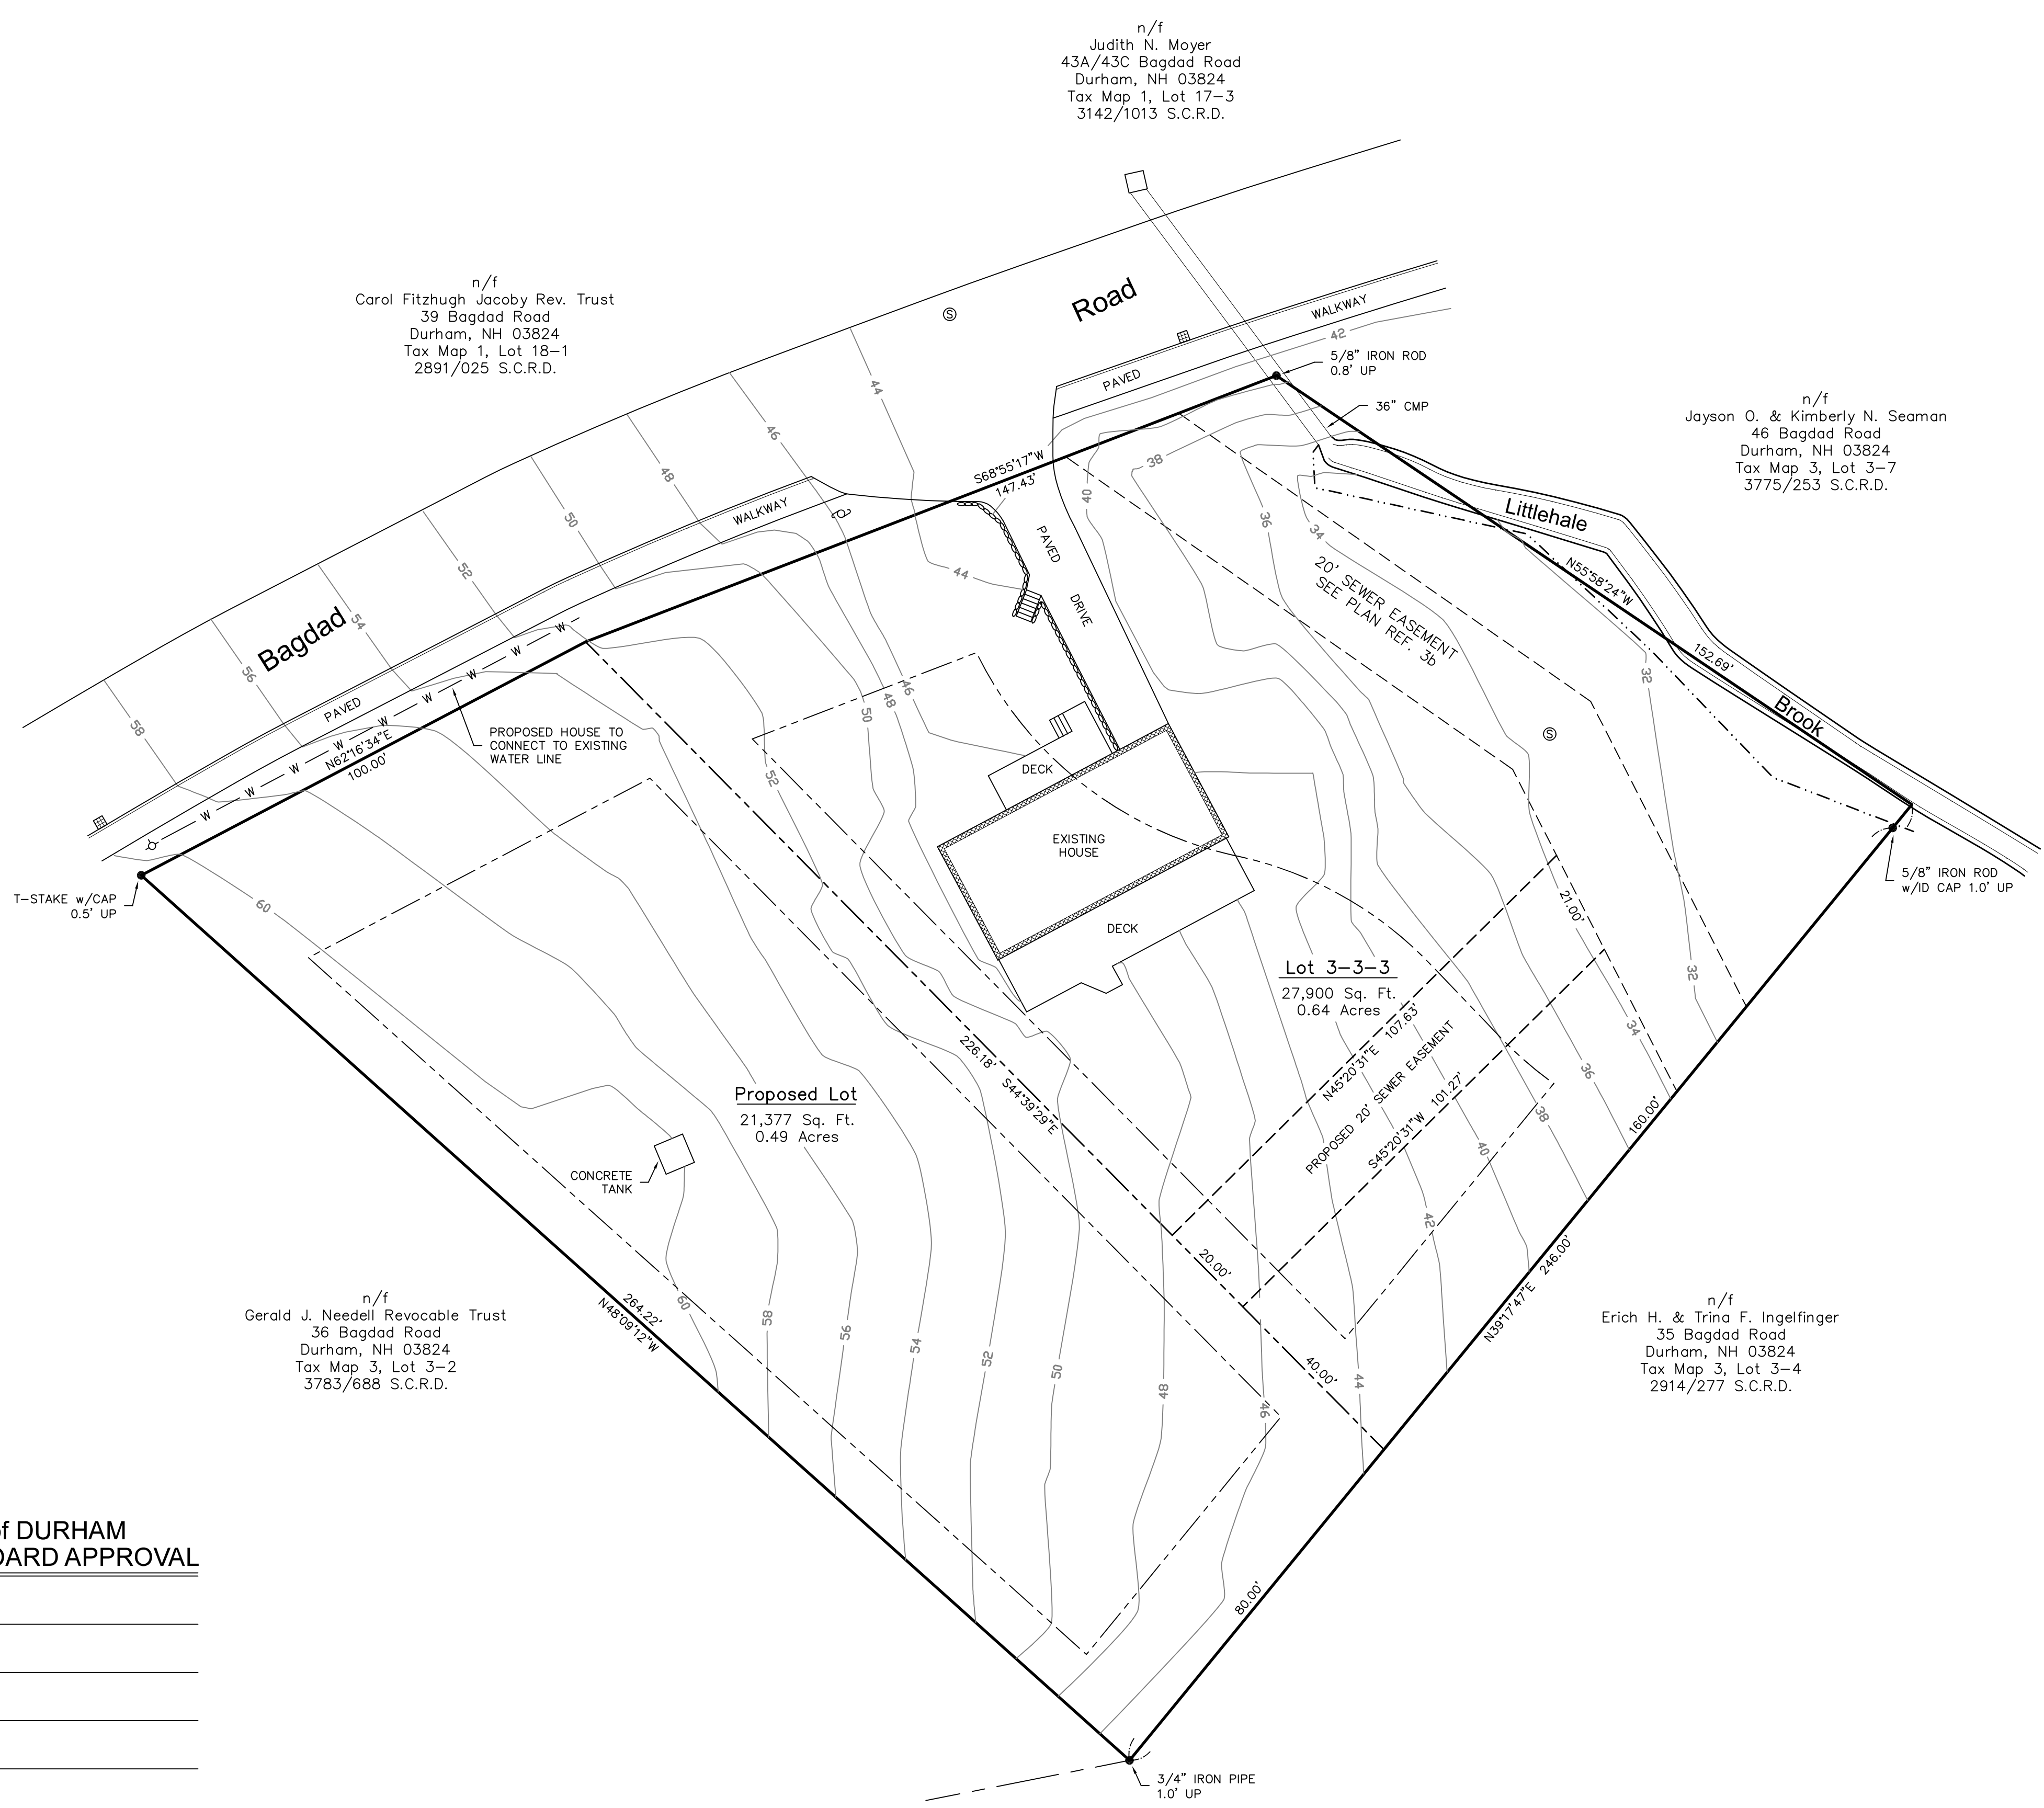 n/f
Judith N. Moyer
43A/43C Bagdad Road
Durham, NH 03824
Tax Map 1, Lot 17-3
3142/1013 S.C.R.D.
n/f
Carol Fitzhugh Jacoby Rev. Trust
39 Bagdad Road
Durham, NH 03824
Tax Map 1, Lot 18-1
2891/025 S.C.R.D.
Road
Bagdad
n/f
Jayson O. & Kimberly N. Seaman
46 Bagdad Road
Durham, NH 03824
Tax Map 3, Lot 3-7
3775/253 S.C.R.D.
WALKWAY
PAVED
42
5/8" IRON ROD
0.8' UP
36" CMP
S
44
46
48
50
52
54
56
58
WALKWAY
PAVED
S68°55'17"W
147.43'
PAVED
DRIVE
40
38
36
34
44
Littlehale
Brook
N55°58'24"W
152.69'
32
32
20' SEWER EASEMENT
SEE PLAN REF. 3b
S
W W W W W W W W W W
PROPOSED HOUSE TO
CONNECT TO EXISTING
WATER LINE
N62°16'34"E
100.00'
46
48
50
52
DECK
EXISTING
HOUSE
DECK
T-STAKE w/CAP
0.5' UP
60
5/8" IRON ROD
w/ID CAP 1.0' UP
21.00'
Lot 3-3-3
27,900 Sq. Ft.
0.64 Acres
N45°20'31"E 107.63'
PROPOSED 20' SEWER EASEMENT
S45°20'31"W 101.27'
34
36
38
40
42
44
46
48
50
52
54
56
58
60
226.18' S44°39'29"E
20.00'
40.00'
160.00'
N39°17'47"E 246.00'
80.00'
Proposed Lot
21,377 Sq. Ft.
0.49 Acres
CONCRETE
TANK
264.22'
N48°09'12"W
n/f
Gerald J. Needell Revocable Trust
36 Bagdad Road
Durham, NH 03824
Tax Map 3, Lot 3-2
3783/688 S.C.R.D.
n/f
Erich H. & Trina F. Ingelfinger
35 Bagdad Road
Durham, NH 03824
Tax Map 3, Lot 3-4
2914/277 S.C.R.D.
3/4" IRON PIPE
1.0' UP
f DURHAM
OARD APPROVAL